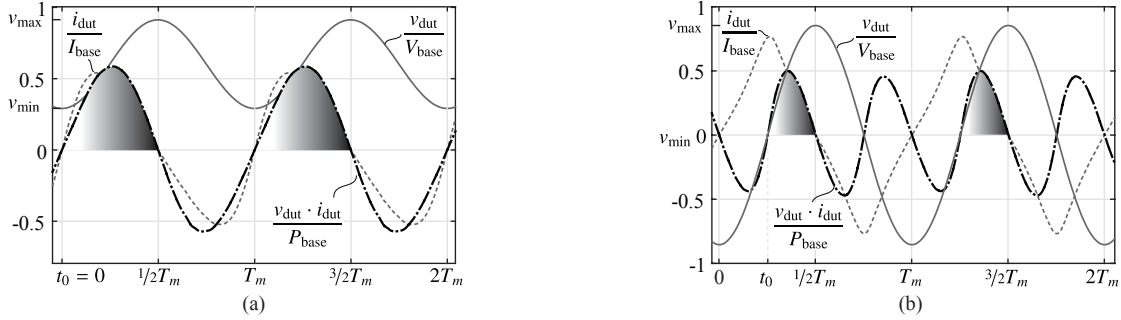 1
v_max
i_dut
I_base
v_dut
V_base
0.5
v_min
0
-0.5
v_dut · i_dut
P_base
t_0 = 0
1/2T_m
T_m
3/2T_m
2T_m
(a)
1
v_max
i_dut
I_base
v_dut
V_base
0.5
v_min
0
-0.5
v_dut · i_dut
P_base
-1
0
t_0
1/2T_m
T_m
3/2T_m
2T_m
(b)